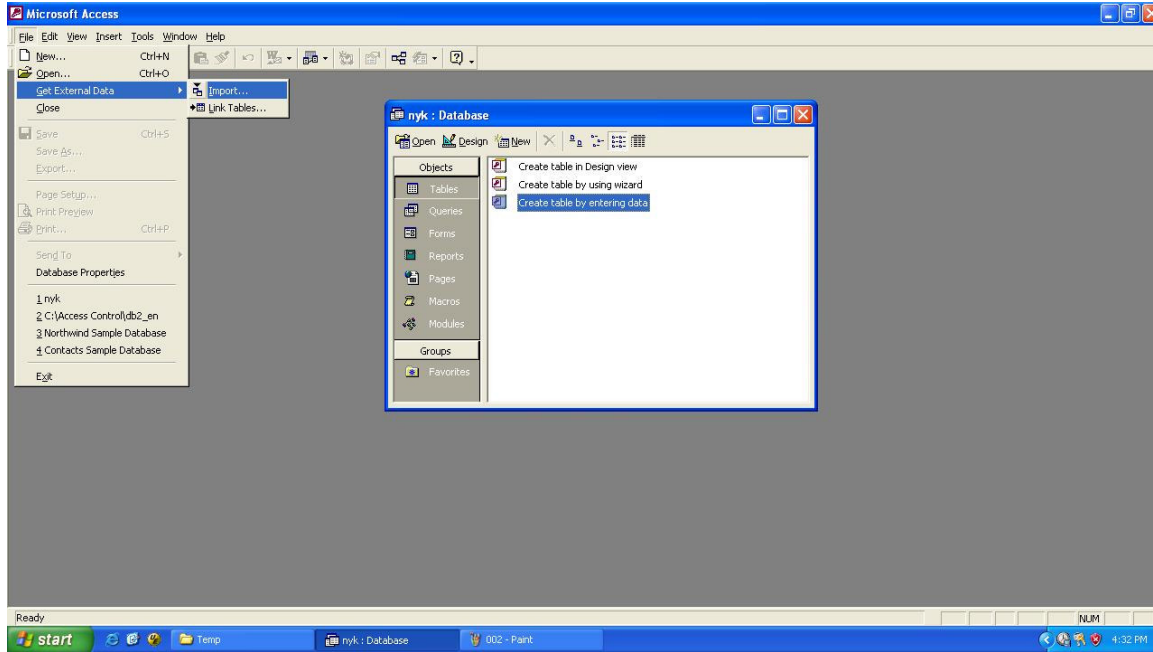 Microsoft Access
File Edit View Insert Tools Window Help
New... Ctrl+N
Open... Ctrl+O
Get External Data
Import...
Close
Link Tables...
Save Ctrl+S
Save As...
Export...
Page Setup...
Print Preview
Print... Ctrl+P
Send To
Database Properties
1 nyk
2 C:\Access Control\db2_en
3 Northwind Sample Database
4 Contacts Sample Database
Exit
nyk : Database
Open Design New
Objects
Tables
Queries
Forms
Reports
Pages
Macros
Modules
Groups
Favorites
Create table in Design view
Create table by using wizard
Create table by entering data
Ready NUM
start Temp nyk : Database 002 - Paint 4:32 PM